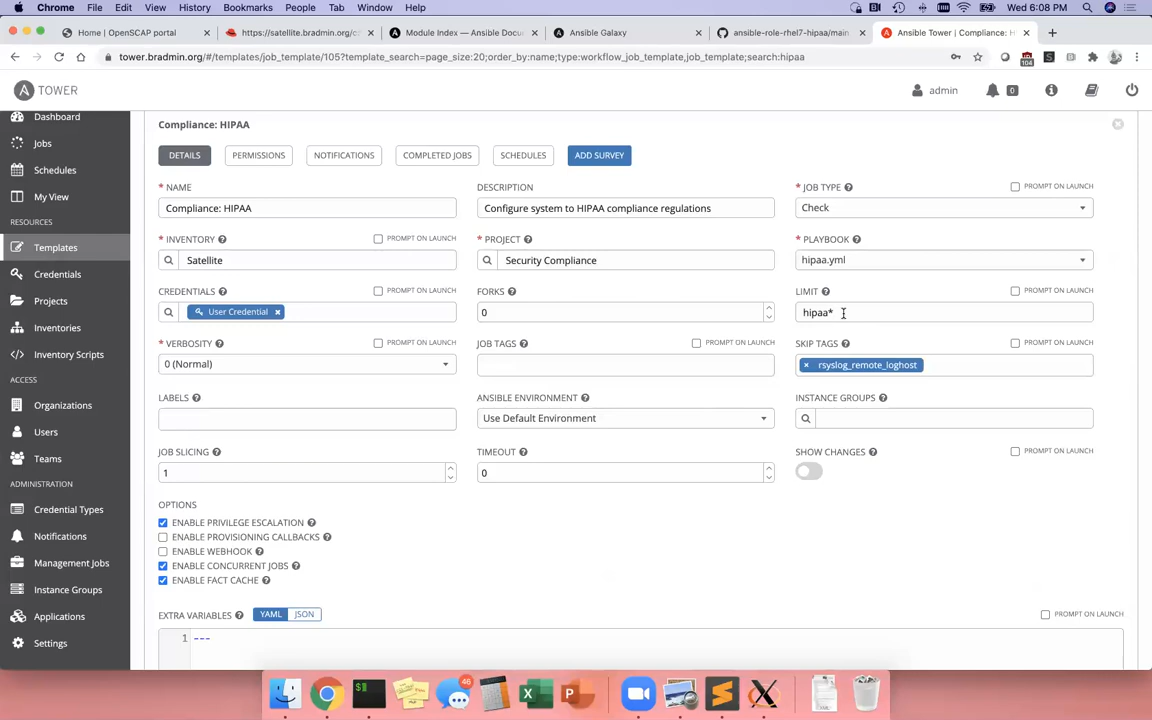 Chrome File Edit View History Bookmarks People Tab Window Help Wed 6:08 PM
Home | OpenSCAP portal × https://satellite.bradmin.org/c × Module Index — Ansible Docu × Ansible Galaxy × ansible-role-rhel7-hipaa/main × Ansible Tower | Compliance: H × +
tower.bradmin.org/#/templates/job_template/105?template_search=page_size:20;order_by:name;type:workflow_job_template,job_template;search:hipaa
104
A TOWER admin 0
Dashboard
Jobs
Schedules
My View
RESOURCES
Templates
Credentials
Projects
Inventories
Inventory Scripts
ACCESS
Organizations
Users
Teams
ADMINISTRATION
Credential Types
Notifications
Management Jobs
Instance Groups
Applications
Settings
Compliance: HIPAA
DETAILS PERMISSIONS NOTIFICATIONS COMPLETED JOBS SCHEDULES ADD SURVEY
* NAME DESCRIPTION * JOB TYPE ? PROMPT ON LAUNCH
Compliance: HIPAA Configure system to HIPAA compliance regulations Check
* INVENTORY ? PROMPT ON LAUNCH * PROJECT ? * PLAYBOOK ?
Satellite Security Compliance hipaa.yml
CREDENTIALS ? PROMPT ON LAUNCH FORKS ? LIMIT ? PROMPT ON LAUNCH
User Credential × 0 hipaa*
* VERBOSITY ? PROMPT ON LAUNCH JOB TAGS ? PROMPT ON LAUNCH SKIP TAGS ? PROMPT ON LAUNCH
0 (Normal) × rsyslog_remote_loghost
LABELS ? ANSIBLE ENVIRONMENT ? INSTANCE GROUPS ?
Use Default Environment
JOB SLICING ? TIMEOUT ? SHOW CHANGES ? PROMPT ON LAUNCH
1 0
OPTIONS
ENABLE PRIVILEGE ESCALATION ?
ENABLE PROVISIONING CALLBACKS ?
ENABLE WEBHOOK ?
ENABLE CONCURRENT JOBS ?
ENABLE FACT CACHE ?
EXTRA VARIABLES ? YAML JSON PROMPT ON LAUNCH
1 ---
46